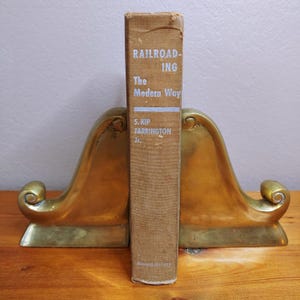 RAILROAD-
ING
The
Modern Way
S. KIP
FARRINGTON
Jr.